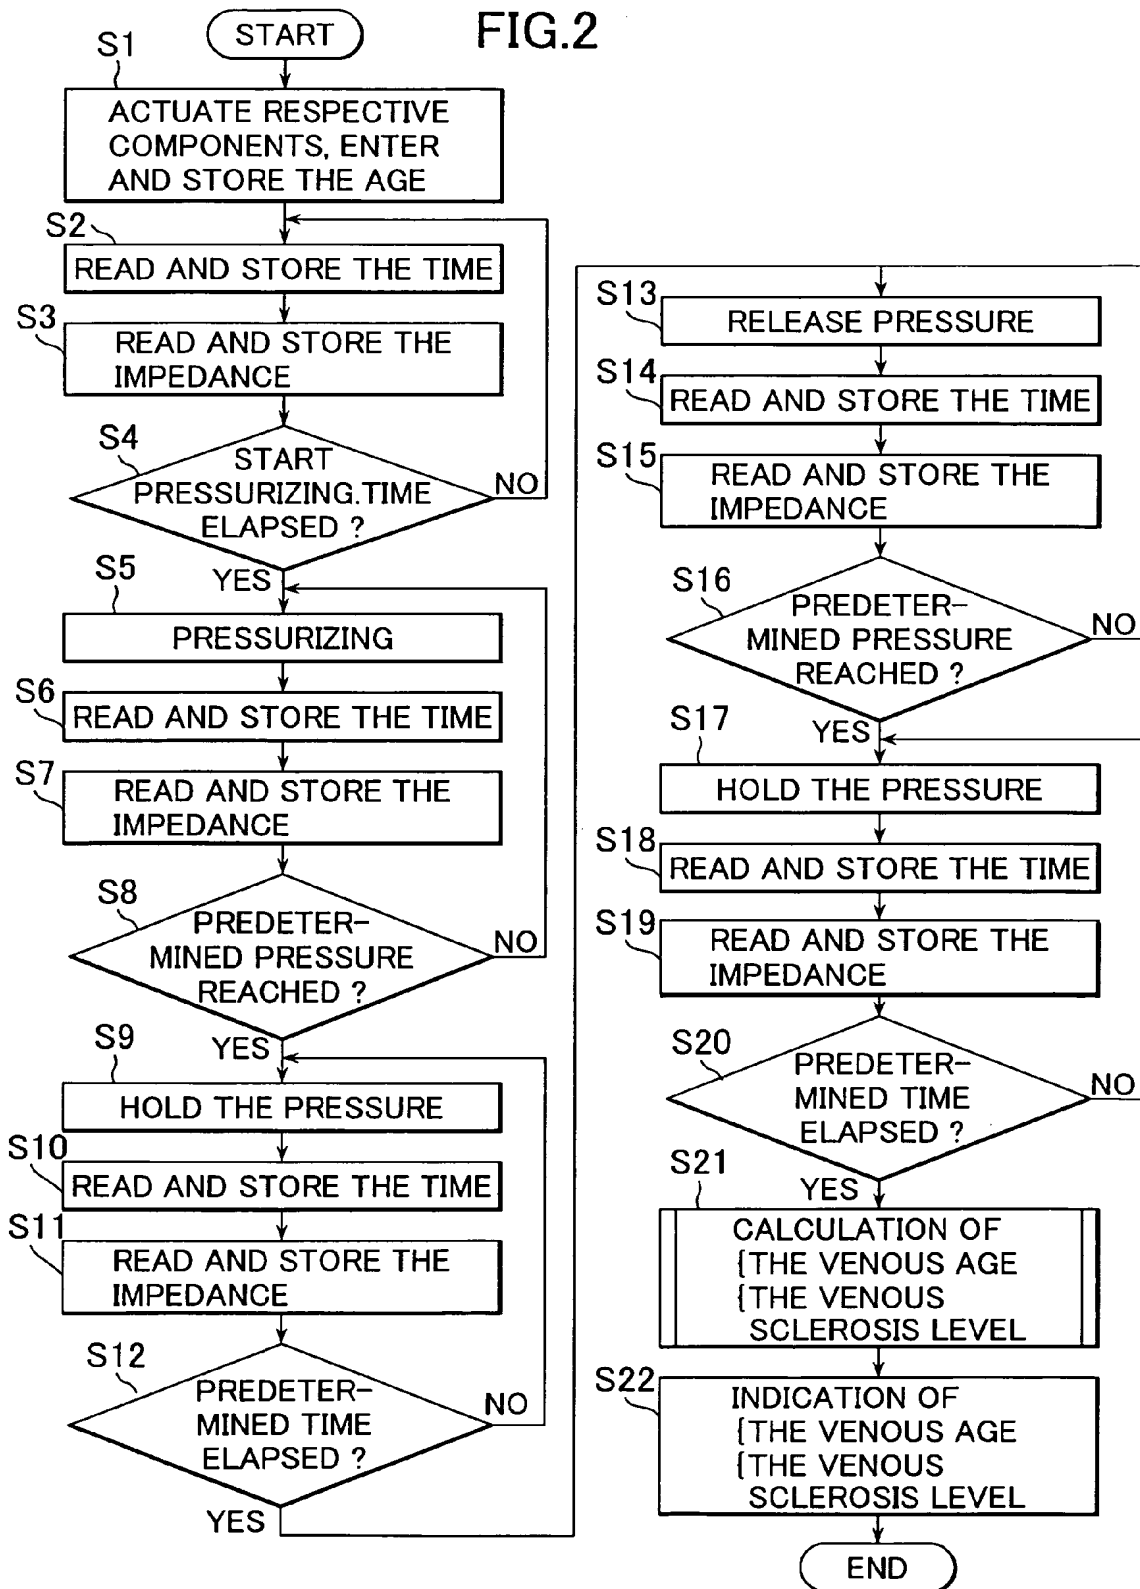 FIG.2
START
S1
ACTUATE RESPECTIVE
COMPONENTS, ENTER
AND STORE THE AGE
S2
READ AND STORE THE TIME
S3
READ AND STORE THE
IMPEDANCE
S4
START
PRESSURIZING.TIME
ELAPSED ?
NO
YES
S5
PRESSURIZING
S6
READ AND STORE THE TIME
S7
READ AND STORE THE
IMPEDANCE
S8
PREDETER-
MINED PRESSURE
REACHED ?
NO
YES
S9
HOLD THE PRESSURE
S10
READ AND STORE THE TIME
S11
READ AND STORE THE
IMPEDANCE
S12
PREDETER-
MINED TIME
ELAPSED ?
NO
YES
S13
RELEASE PRESSURE
S14
READ AND STORE THE TIME
S15
READ AND STORE THE
IMPEDANCE
S16
PREDETER-
MINED PRESSURE
REACHED ?
NO
YES
S17
HOLD THE PRESSURE
S18
READ AND STORE THE TIME
S19
READ AND STORE THE
IMPEDANCE
S20
PREDETER-
MINED TIME
ELAPSED ?
NO
YES
S21
CALCULATION OF
{THE VENOUS AGE
{THE VENOUS
SCLEROSIS LEVEL
S22
INDICATION OF
{THE VENOUS AGE
{THE VENOUS
SCLEROSIS LEVEL
END